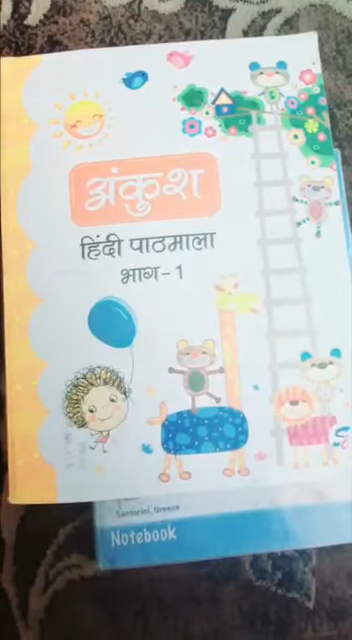 अंकुश
हिंदी पाठमाला
भाग-1
Santorini, Greece
Notebook